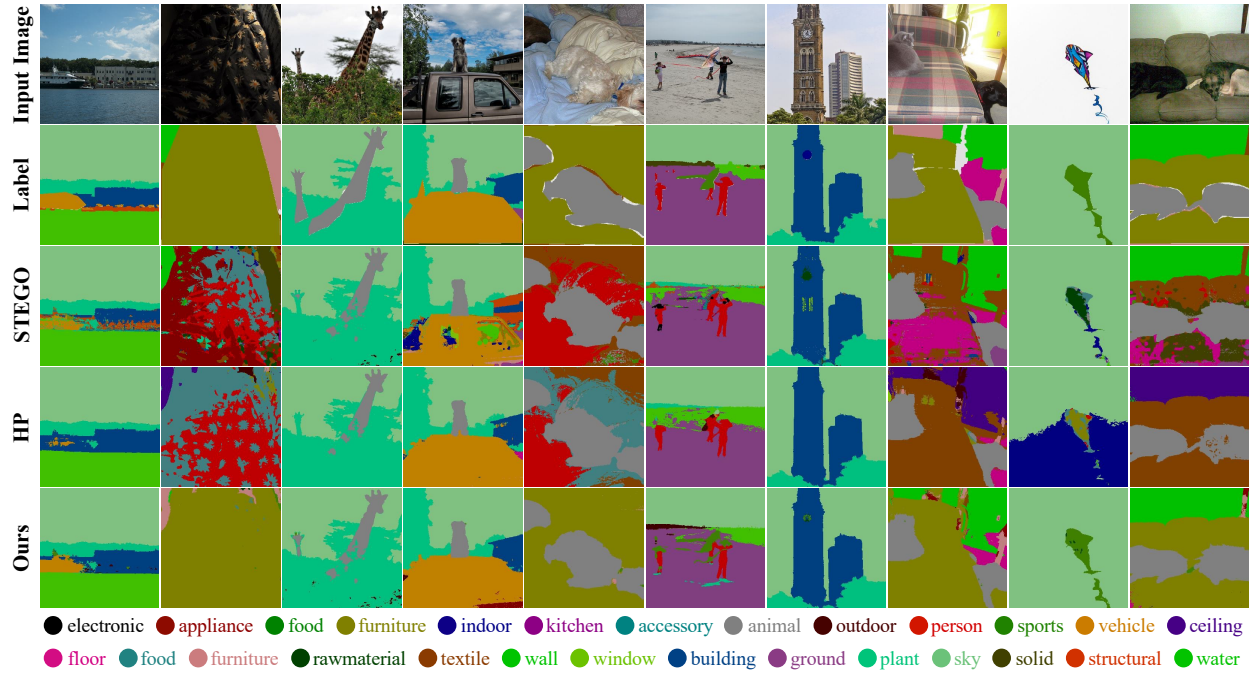 Input Image
Label
STEGO
HP
Ours
electronic appliance food furniture indoor kitchen accessory animal outdoor person sports vehicle ceiling
floor food furniture rawmaterial textile wall window building ground plant sky solid structural water